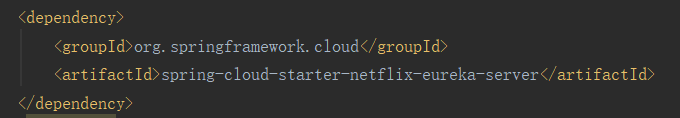 <dependency>
<groupId>org.springframework.cloud</groupId>
<artifactId>spring-cloud-starter-netflix-eureka-server</artifactId>
</dependency>